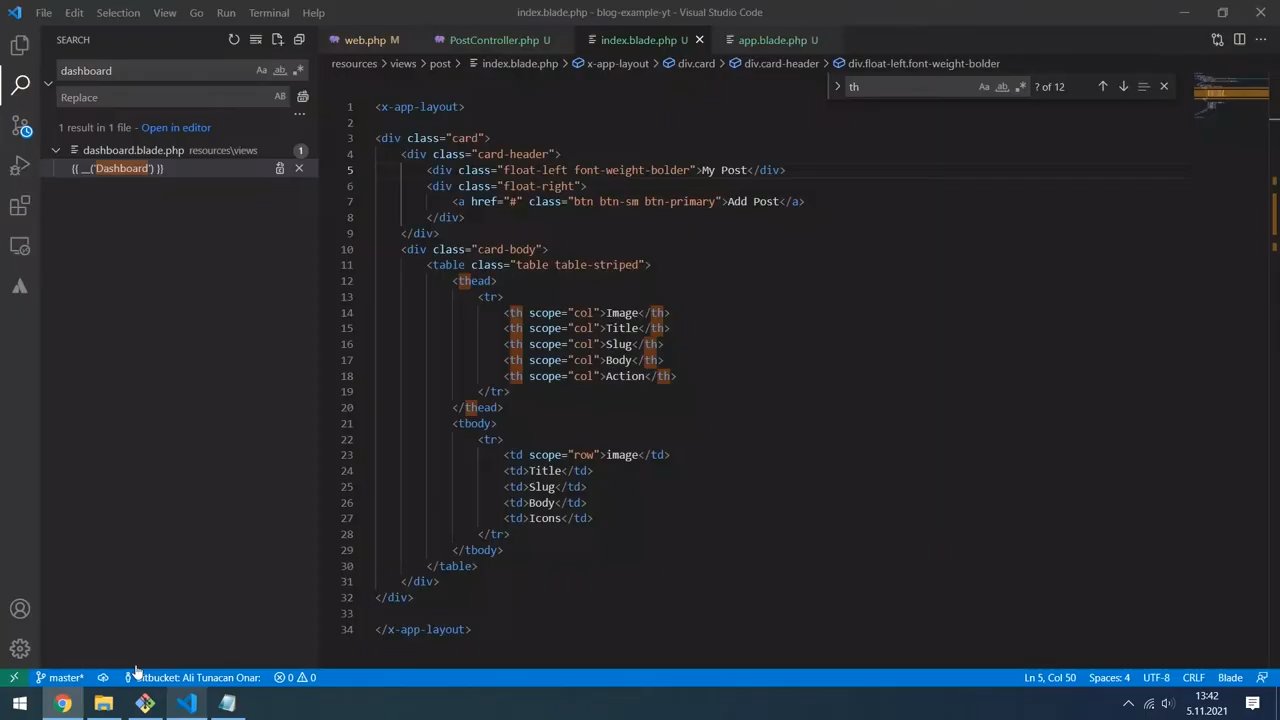 File Edit Selection View Go Run Terminal Help index.blade.php - blog-example-yt - Visual Studio Code
SEARCH
web.php M PostController.php U index.blade.php U app.blade.php U
resources > views > post > index.blade.php > x-app-layout > div.card > div.card-header > div.float-left.font-weight-bolder
dashboard Aa ab
Replace AB
th Aa ab ? of 12
1 result in 1 file - Open in editor
dashboard.blade.php resources\views 1
{{ __('Dashboard') }}
1 <x-app-layout>
2
3 <div class="card">
4 <div class="card-header">
5 <div class="float-left font-weight-bolder">My Post</div>
6 <div class="float-right">
7 <a href="#" class="btn btn-sm btn-primary">Add Post</a>
8 </div>
9 </div>
10 <div class="card-body">
11 <table class="table table-striped">
12 <thead>
13 <tr>
14 <th scope="col">Image</th>
15 <th scope="col">Title</th>
16 <th scope="col">Slug</th>
17 <th scope="col">Body</th>
18 <th scope="col">Action</th>
19 </tr>
20 </thead>
21 <tbody>
22 <tr>
23 <td scope="row">image</td>
24 <td>Title</td>
25 <td>Slug</td>
26 <td>Body</td>
27 <td>Icons</td>
28 </tr>
29 </tbody>
30 </table>
31 </div>
32 </div>
33
34 </x-app-layout>
master* itbucket: Ali Tunacan Onar: 0 0 Ln 5, Col 50 Spaces: 4 UTF-8 CRLF Blade
13:42
5.11.2021